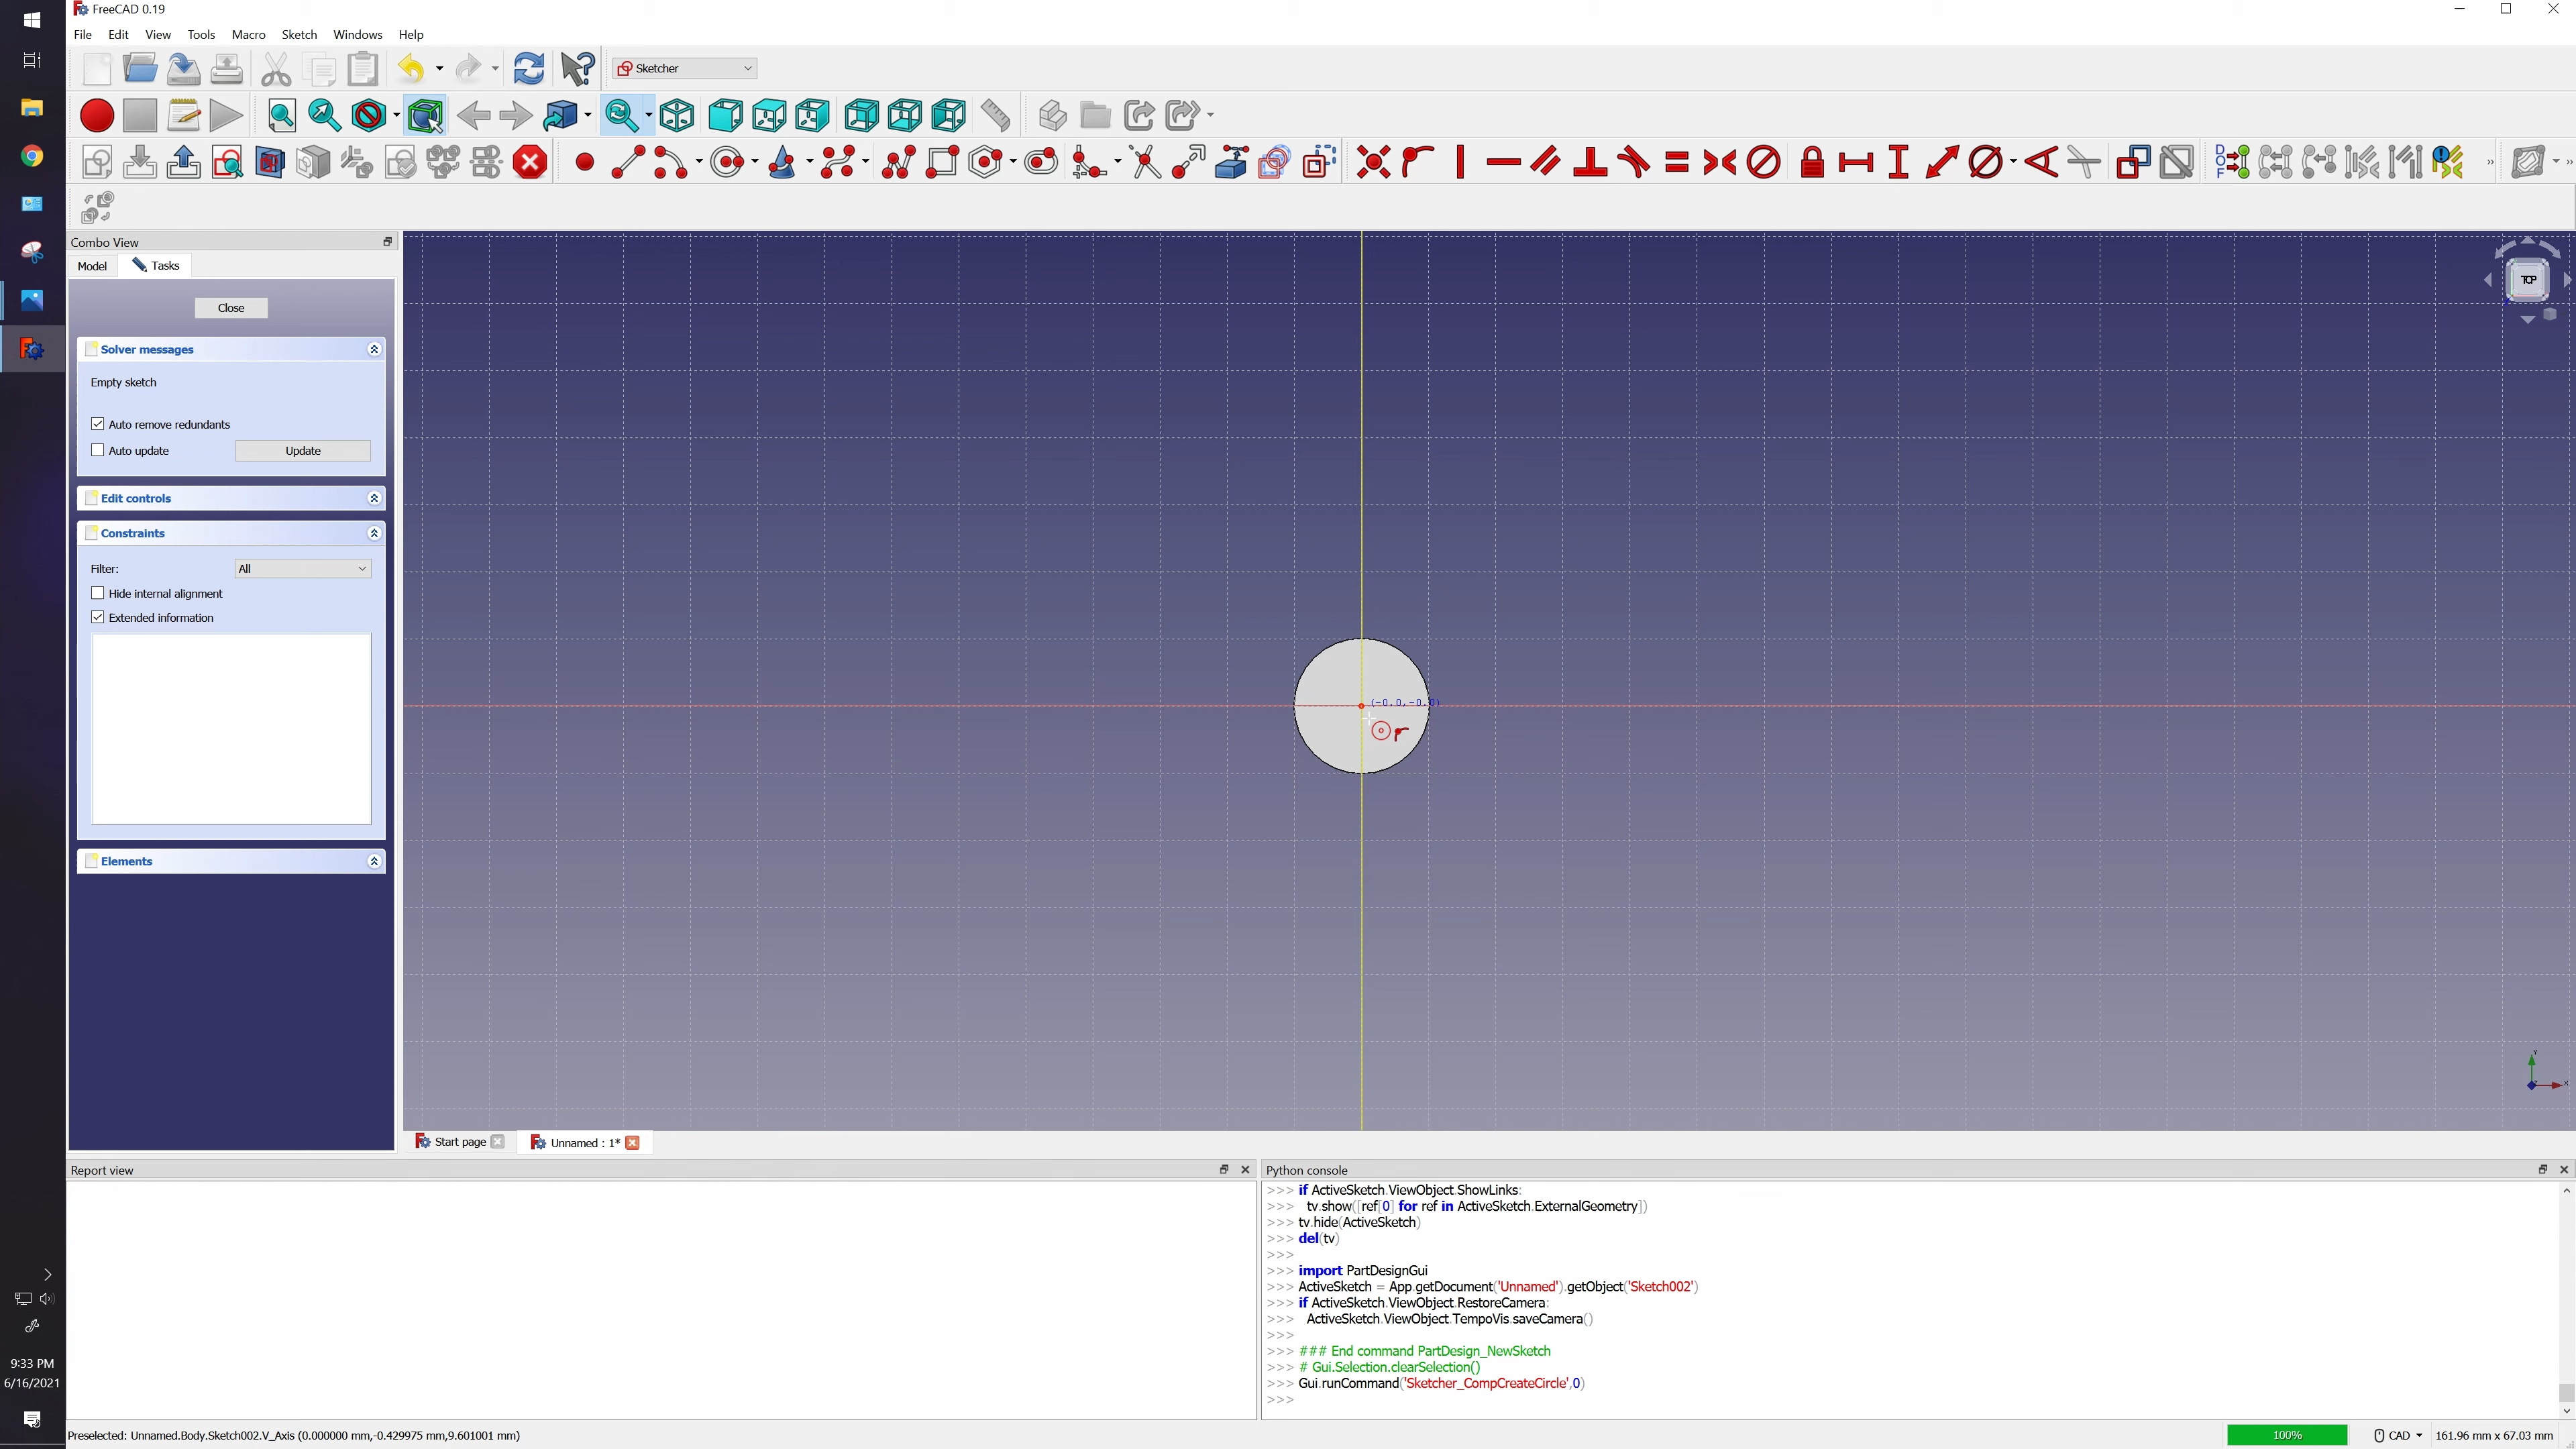 FreeCAD 0.19
File Edit View Tools Macro Sketch Windows Help
Sketcher
Combo View
Model Tasks
TOP
Close
Solver messages
Empty sketch
Auto remove redundants
Auto update Update
Edit controls
Constraints
Filter: All
Hide internal alignment
Extended information
Elements
(-0.0,-0.0)
Y
X
Start page Unnamed : 1*
Report view
Python console
>>> if ActiveSketch.ViewObject.ShowLinks:
>>> tv.show([ref[0] for ref in ActiveSketch.ExternalGeometry])
>>> tv.hide(ActiveSketch)
>>> del(tv)
>>>
>>> import PartDesignGui
>>> ActiveSketch = App.getDocument('Unnamed').getObject('Sketch002')
>>> if ActiveSketch.ViewObject.RestoreCamera:
>>> ActiveSketch.ViewObject.TempoVis.saveCamera()
>>>
>>> ### End command PartDesign_NewSketch
>>> # Gui.Selection.clearSelection()
>>> Gui.runCommand('Sketcher_CompCreateCircle',0)
>>>
9:33 PM
6/16/2021
Preselected: Unnamed.Body.Sketch002.V_Axis (0.000000 mm,-0.429975 mm,9.601001 mm)
100% CAD 161.96 mm x 67.03 mm